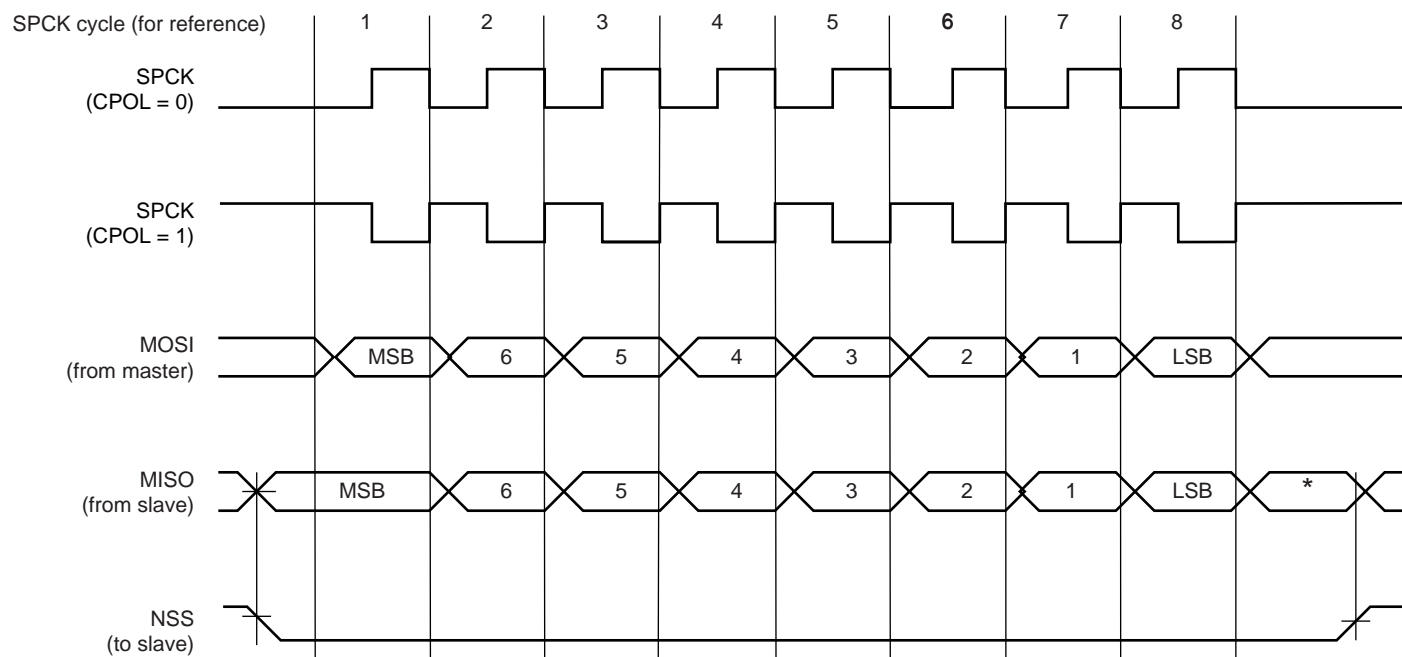 SPCK cycle (for reference) 1 2 3 4 5 6 7 8
SPCK
(CPOL = 0)
SPCK
(CPOL = 1)
MOSI
(from master)
MSB 6 5 4 3 2 1 LSB
MISO
(from slave)
MSB 6 5 4 3 2 1 LSB *
NSS
(to slave)